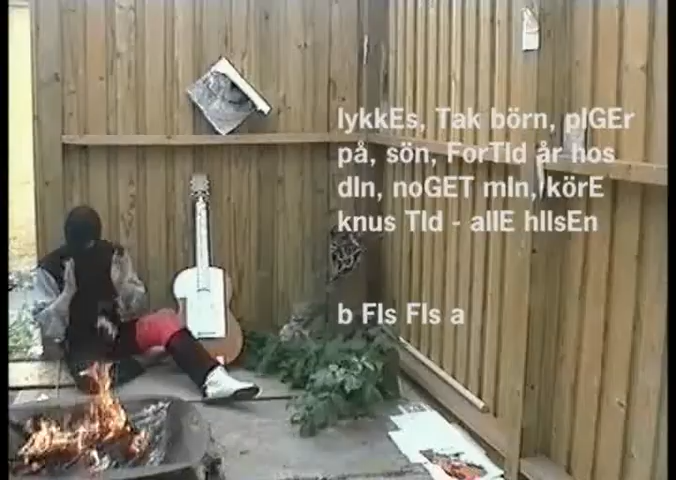 lykkEs, Tak börn, pIGEr
på, sön, ForTId år hos
dIn, noGET mIn, körE
knus TId - allE hIlsEn
b FIs FIs a